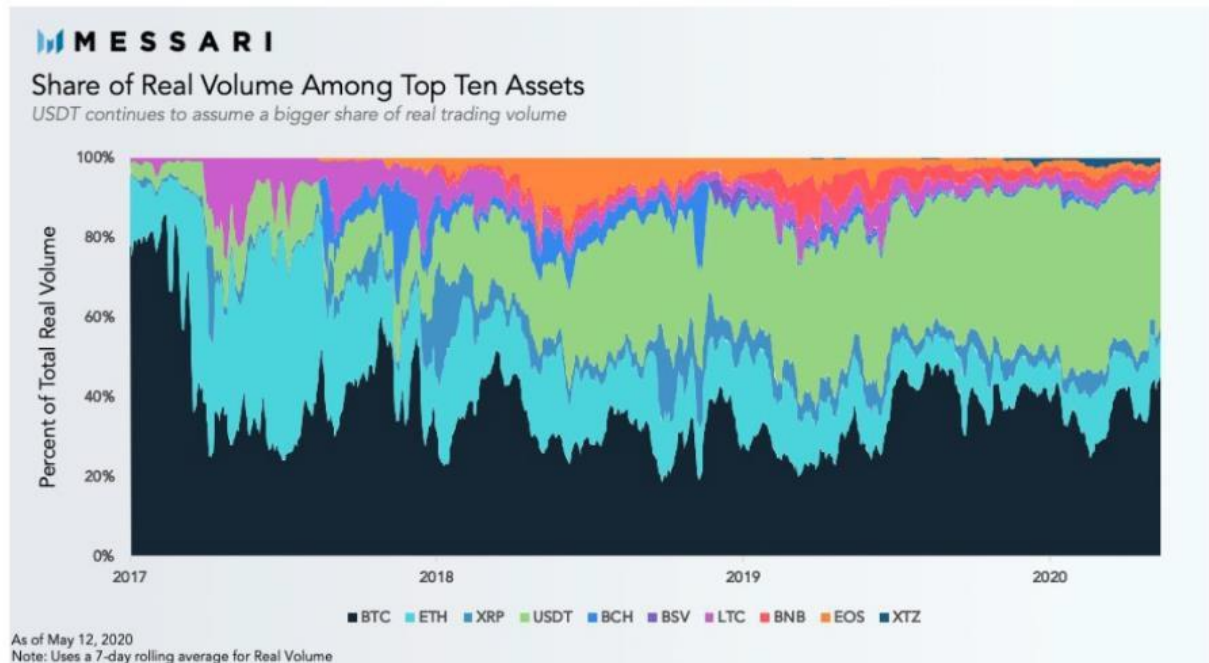 MESSARI
Share of Real Volume Among Top Ten Assets
USDT continues to assume a bigger share of real trading volume
100%
80%
60%
40%
20%
0%
Percent of Total Real Volume
2017 2018 2019 2020
BTC ETH XRP USDT BCH BSV LTC BNB EOS XTZ
As of May 12, 2020
Note: Uses a 7-day rolling average for Real Volume